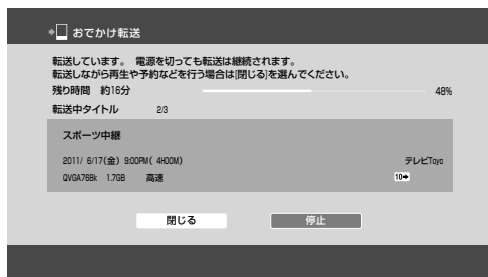 おでかけ転送
転送しています。 電源を切っても転送は継続されます。
転送しながら再生や予約などを行う場合は[閉じる]を選んでください。
残り時間 約16分 48%
転送中タイトル 2/3
スポーツ中継
2011/ 6/17(金) 9:00PM( 4H00M) テレビToyo
QVGA768k 1.7GB 高速 10
閉じる 停止